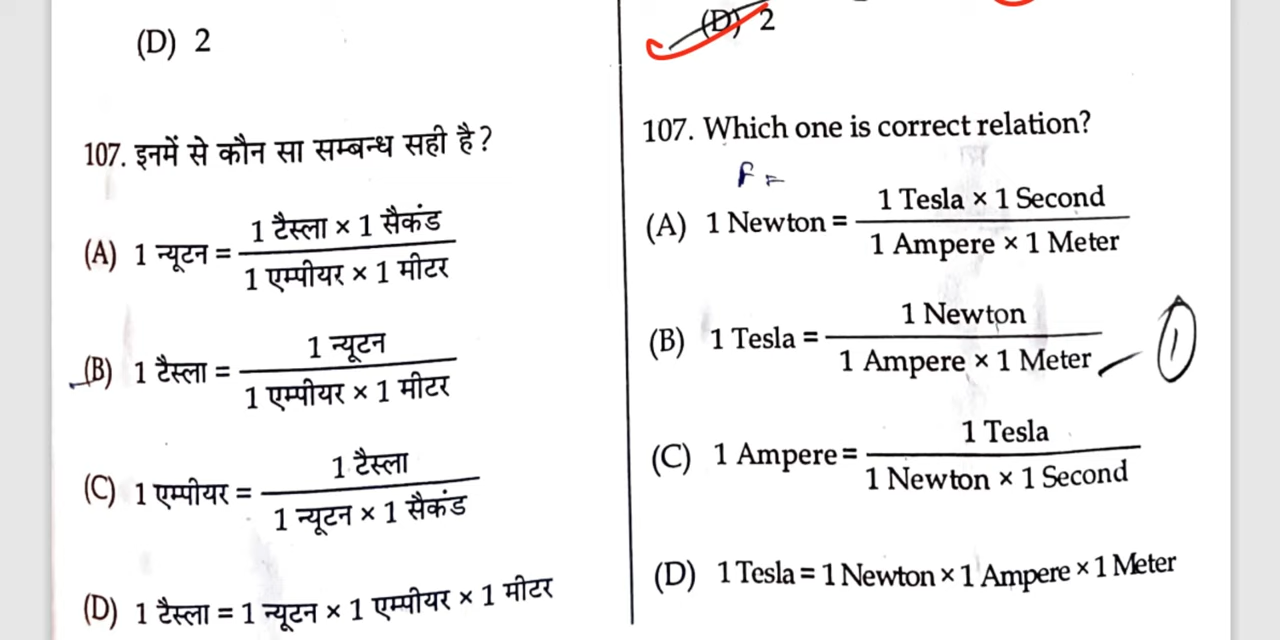 (D) 2
107. इनमें से कौन सा सम्बन्ध सही है?
(A) 1 न्यूटन = 1 टैस्ला × 1 सैकंड
1 एम्पीयर × 1 मीटर
(B) 1 टैस्ला = 1 न्यूटन
1 एम्पीयर × 1 मीटर
(C) 1 एम्पीयर = 1 टैस्ला
1 न्यूटन × 1 सैकंड
(D) 1 टैस्ला = 1 न्यूटन × 1 एम्पीयर × 1 मीटर
(D) 2
107. Which one is correct relation?
F =
(A) 1 Newton = 1 Tesla × 1 Second
1 Ampere × 1 Meter
(B) 1 Tesla = 1 Newton
1 Ampere × 1 Meter
1
(C) 1 Ampere = 1 Tesla
1 Newton × 1 Second
(D) 1 Tesla = 1 Newton × 1 Ampere × 1 Meter